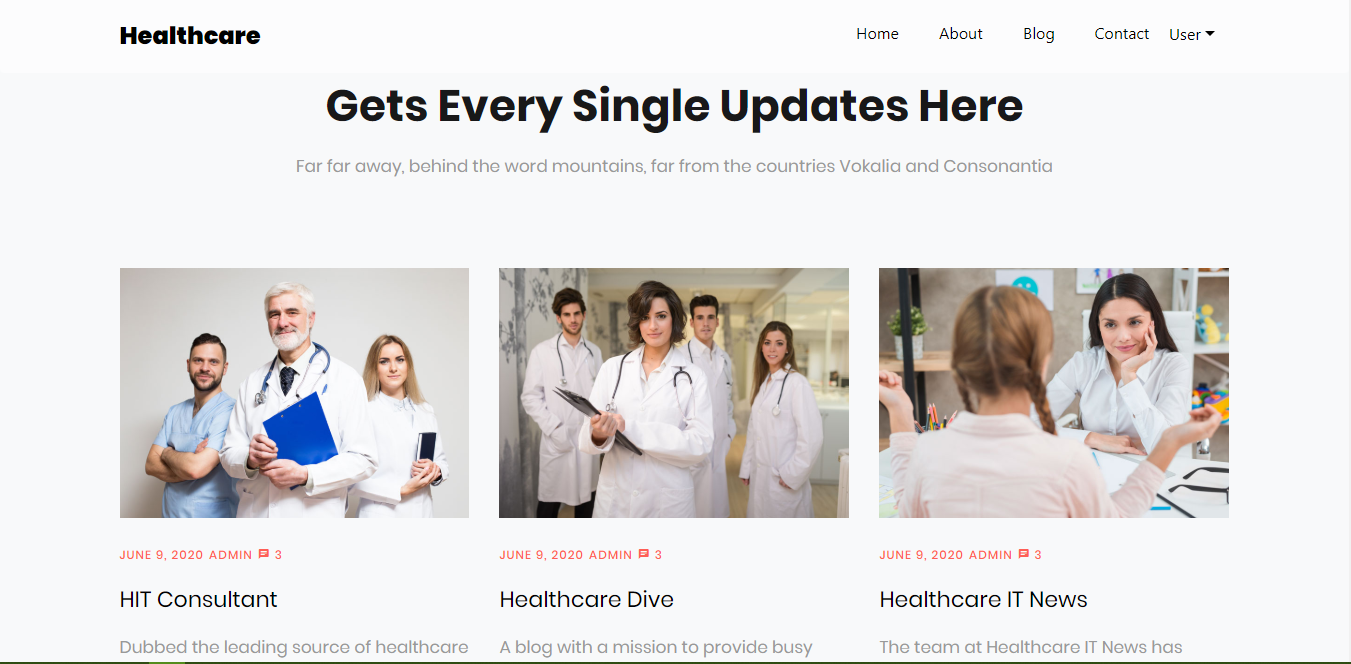 Healthcare
Home About Blog Contact User
Gets Every Single Updates Here
Far far away, behind the word mountains, far from the countries Vokalia and Consonantia
JUNE 9, 2020 ADMIN 3
HIT Consultant
Dubbed the leading source of healthcare
JUNE 9, 2020 ADMIN 3
Healthcare Dive
A blog with a mission to provide busy
JUNE 9, 2020 ADMIN 3
Healthcare IT News
The team at Healthcare IT News has